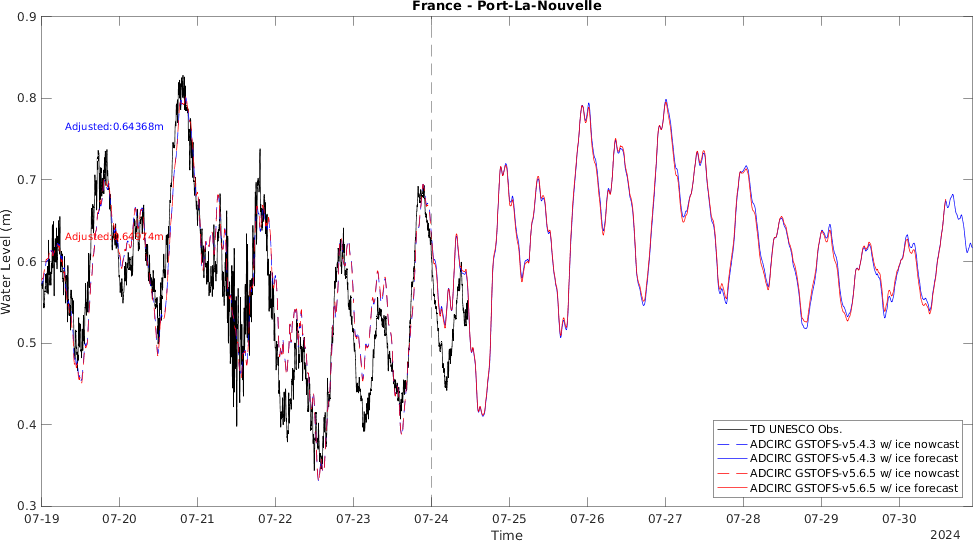 France - Port-La-Nouvelle
0.9
0.8
0.7
0.6
0.5
0.4
0.3
Water Level (m)
Adjusted:0.64368m
TD UNESCO Obs.
ADCIRC GSTOFS-v5.4.3 w/ ice nowcast
ADCIRC GSTOFS-v5.4.3 w/ ice forecast
ADCIRC GSTOFS-v5.6.5 w/ ice nowcast
ADCIRC GSTOFS-v5.6.5 w/ ice forecast
07-19 07-20 07-21 07-22 07-23 07-24 07-25 07-26 07-27 07-28 07-29 07-30
Time
2024